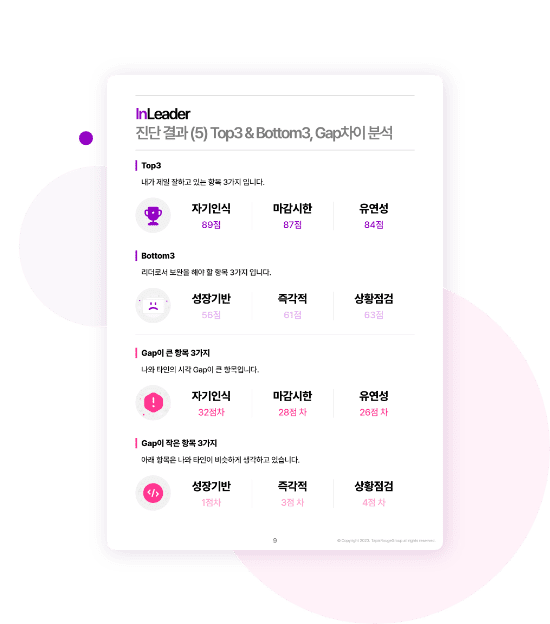 InLeader
진단 결과 (5) Top3 & Bottom3, Gap차이 분석
Top3
내가 제일 잘하고 있는 항목 3가지 입니다.
자기인식 마감시한 유연성
89점 87점 84점
Bottom3
리더로서 보완을 해야 할 항목 3가지 입니다.
성장기반 즉각적 상황점검
56점 61점 63점
Gap이 큰 항목 3가지
나와 타인의 시각 Gap이 큰 항목입니다.
자기인식 마감시한 유연성
32점차 28점 차 26점 차
Gap이 작은 항목 3가지
아래 항목은 나와 타인이 비슷하게 생각하고 있습니다.
성장기반 즉각적 상황점검
1점차 3점 차 4점 차
9